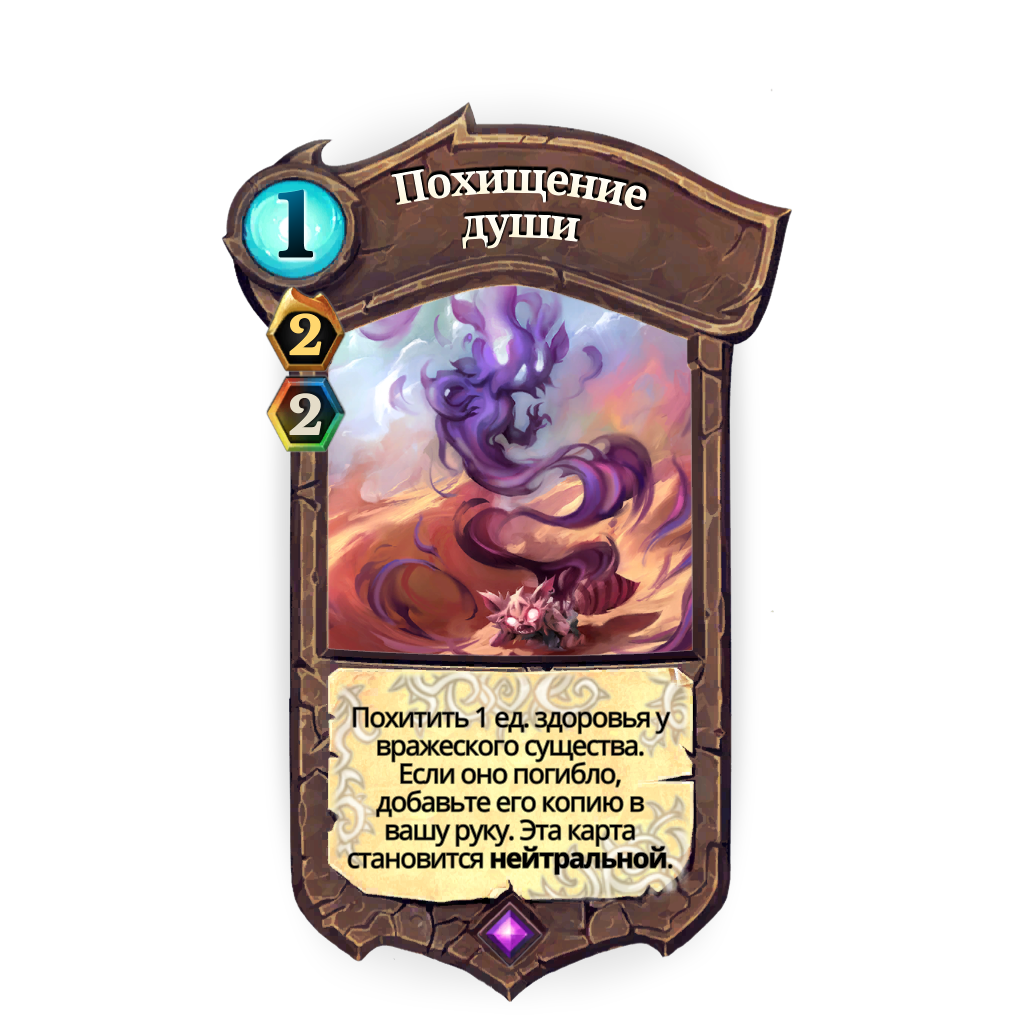 Похищение
души
1
2
2
Похитить 1 ед. здоровья у
вражеского существа.
Если оно погибло,
добавьте его копию в
вашу руку. Эта карта
становится нейтральной.